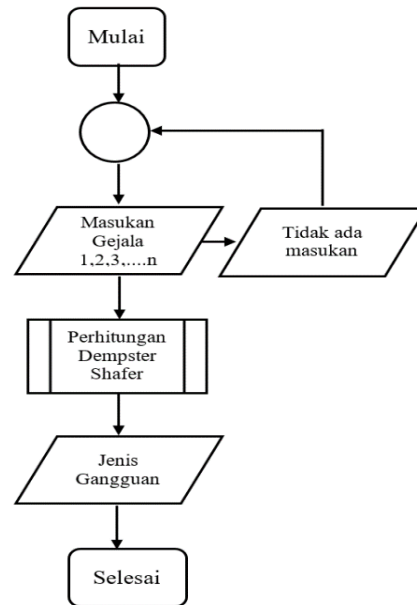 Mulai
Masukan
Gejala
1,2,3,....n
Tidak ada
masukan
Perhitungan
Dempster
Shafer
Jenis
Gangguan
Selesai